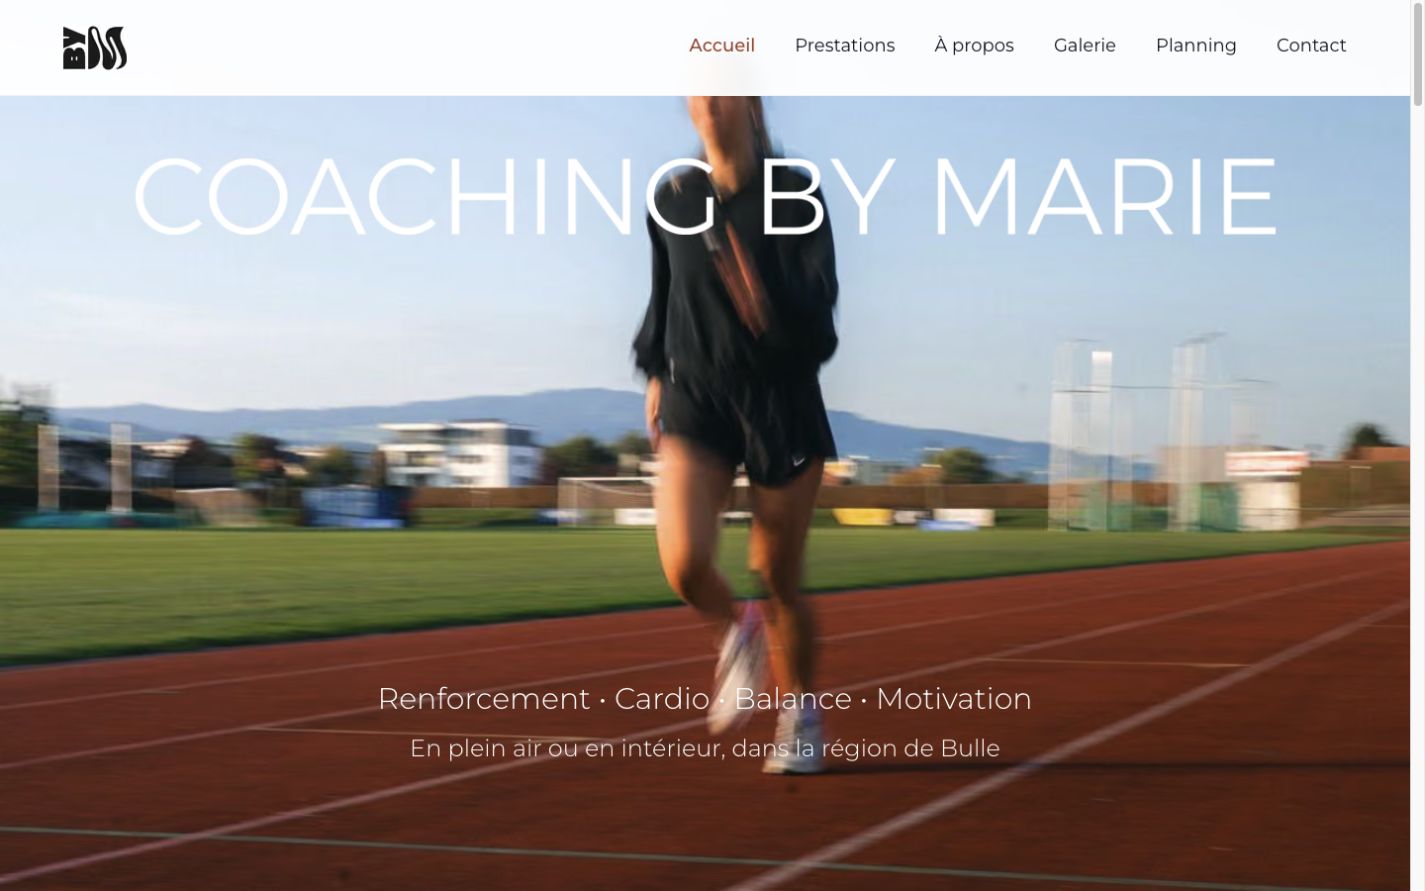 BY M
Accueil Prestations À propos Galerie Planning Contact
COACHING BY MARIE
Renforcement • Cardio • Balance • Motivation
En plein air ou en intérieur, dans la région de Bulle